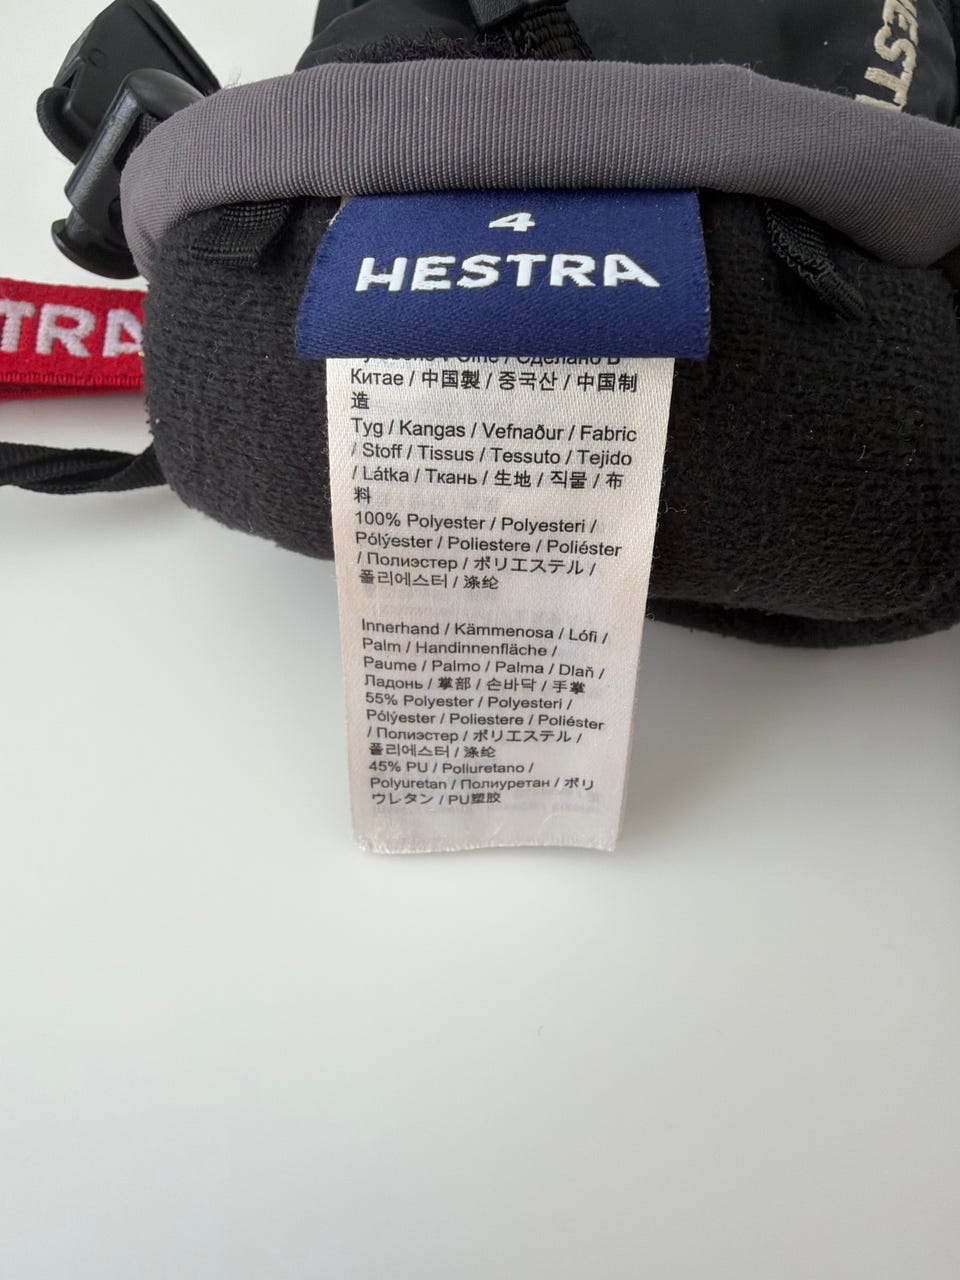 EST
4
HESTRA
TRA
Сделано в
Китае / 中国製 / 중국산 / 中国制
造
Tyg / Kangas / Vefnaður / Fabric
/ Stoff / Tissus / Tessuto / Tejido
/ Látka / Ткань / 生地 / 직물 / 布
料
100% Polyester / Polyesteri /
Pólýester / Poliestere / Poliéster
/ Полиэстер / ポリエステル /
폴리에스터 / 涤纶
Innerhand / Kämmenosa / Lófi /
Palm / Handinnenfläche /
Paume / Palmo / Palma / Dlaň /
Ладонь / 掌部 / 손바닥 / 手掌
55% Polyester / Polyesteri /
Pólýester / Poliestere / Poliéster
/ Полиэстер / ポリエステル /
폴리에스터 / 涤纶
45% PU / Poliuretano /
Polyuretan / Полиуретан / ポリ
ウレタン / PU塑胶